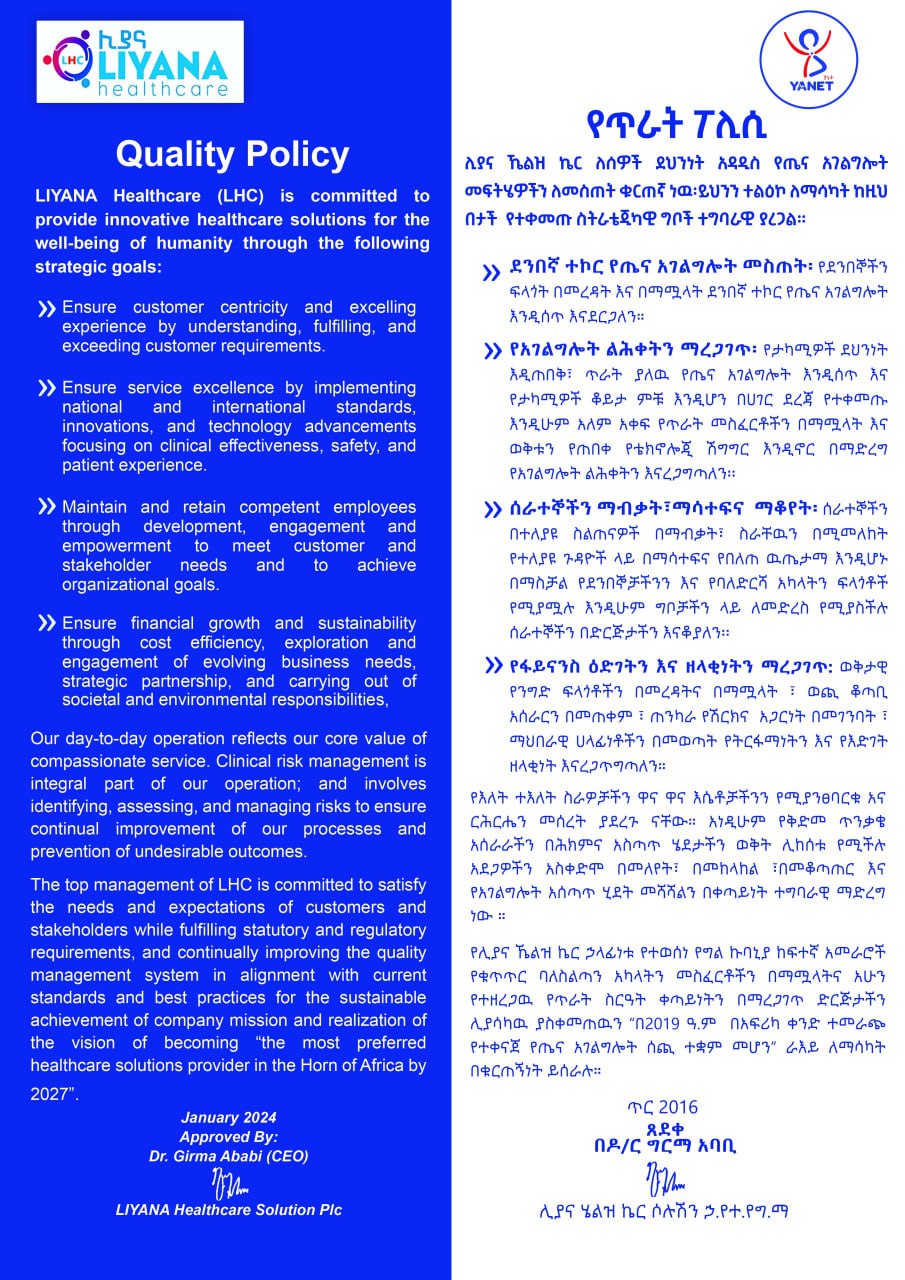 ሊያና
LHC
LIYANA
healthcare
Quality Policy
LIYANA Healthcare (LHC) is committed to
provide innovative healthcare solutions for the
well-being of humanity through the following
strategic goals:
Ensure customer centricity and excelling
experience by understanding, fulfilling, and
exceeding customer requirements.
Ensure service excellence by implementing
national and international standards,
innovations, and technology advancements
focusing on clinical effectiveness, safety, and
patient experience.
Maintain and retain competent employees
through development, engagement and
empowerment to meet customer and
stakeholder needs and to achieve
organizational goals.
Ensure financial growth and sustainability
through cost efficiency, exploration and
engagement of evolving business needs,
strategic partnership, and carrying out of
societal and environmental responsibilities,
Our day-to-day operation reflects our core value of
compassionate service. Clinical risk management is
integral part of our operation; and involves
identifying, assessing, and managing risks to ensure
continual improvement of our processes and
prevention of undesirable outcomes.
The top management of LHC is committed to satisfy
the needs and expectations of customers and
stakeholders while fulfilling statutory and regulatory
requirements, and continually improving the quality
management system in alignment with current
standards and best practices for the sustainable
achievement of company mission and realization of
the vision of becoming “the most preferred
healthcare solutions provider in the Horn of Africa by
2027”.
January 2024
Approved By:
Dr. Girma Ababi (CEO)
LIYANA Healthcare Solution Plc
ያኔት
YANET
የጥራት ፖሊሲ
ሊያና ኼልዝ ኬር ለሰዎች ደህንነት አዳዲስ የጤና አገልግሎት
መፍትሄዎችን ለመስጠት ቁርጠኛ ነዉ፡ይህንን ተልዕኮ ለማሳካት ከዚህ
በታች የተቀመጡ ስትራቴጂካዊ ግቦች ተግባራዊ ያረጋል።
ደንበኛ ተኮር የጤና አገልግሎት መስጠት፡ የደንበኞችን
ፍላጎት በመረዳት እና በማሟላት ደንበኛ ተኮር የጤና አገልግሎት
እንዲሰጥ እናደርጋለን።
የአገልግሎት ልሕቀትን ማረጋገጥ፡ የታካሚዎች ደህንነት
እዲጠበቅ፣ ጥራት ያለዉ የጤና አገልግሎት እንዲሰጥ እና
የታካሚዎች ቆይታ ምቹ እንዲሆን በሀገር ደረጃ የተቀመጡ
እንዲሁም አለም አቀፍ የጥራት መስፈርቶችን በማሟላት እና
ወቅቱን የጠበቀ የቴክኖሎጂ ሽግግር እንዲኖር በማድረግ
የአገልግሎት ልሕቀትን እናረጋግጣለን፡፡
ሰራተኞችን ማብቃት፣ማሳተፍና ማቆየት፡ ሰራተኞችን
በተለያዩ ስልጠናዎች በማብቃት፣ ስራቸዉን በሚመለከት
የተለያዩ ጉዳዮች ላይ በማሳተፍና የበለጠ ዉጤታማ እንዲሆኑ
በማስቻል የደንበኞቻችንን እና የባለድርሻ አካላትን ፍላጎቶች
የሚያሟሉ እንዲሁም ግቦቻችን ላይ ለመድረስ የሚያስችሉ
ሰራተኞችን በድርጅታችን እናቆያለን፡፡
የፋይናንስ ዕድገትን እና ዘላቂነትን ማረጋገጥ: ወቅታዊ
የንግድ ፍላጎቶችን በመረዳትና በማሟላት ፣ ወጪ ቆጣቢ
አሰራርን በመጠቀም ፣ ጠንካራ የሽርክና አጋርነት በመገንባት ፣
ማህበራዊ ሀላፊነቶችን በመወጣት የትርፋማነትን እና የእድገት
ዘላቂነት እናረጋጥግጣለን።
የእለት ተእለት ስራዎቻችን ዋና ዋና እሴቶቻችንን የሚያንፀባርቁ እና
ርሕርሔን መሰረት ያደረጉ ናቸው። አነዲሁም የቅድመ ጥንቃቄ
አሰራራችን በሕክምና አስጣጥ ሄደታችን ወቅት ሊከሰቱ የሚችሉ
አደጋዎችን አስቀድሞ በመለየት፣ በመከላከል ፣በመቆጣጠር እና
የአገልግሎት አሰጣጥ ሂደት መሻሻልን በቀጣይነት ተግባራዊ ማድረግ
ነው ።
የሊያና ኼልዝ ኬር ኃላፊነቱ የተወሰነ የግል ኩባኒያ ከፍተኛ አመራሮች
የቁጥጥር ባለስልጣን አካላትን መስፈርቶችን በማሟላትና አሁን
የተዘረጋዉ የጥራት ስርዓት ቀጣይነትን በማረጋገጥ ድርጅታችን
ሊያሳካዉ ያስቀመጠዉን “በ2019 ዓ.ም በአፍሪካ ቀንድ ተመራጭ
የተቀናጀ የጤና አገልግሎት ሰጪ ተቋም መሆን” ራእይ ለማሳካት
በቁርጠኝነት ይሰራሉ።
ጥር 2016
ጸደቀ
በዶ/ር ግርማ አባቢ
ሊያና ሄልዝ ኬር ሶሉሽን ኃ.የተ.የግ.ማ